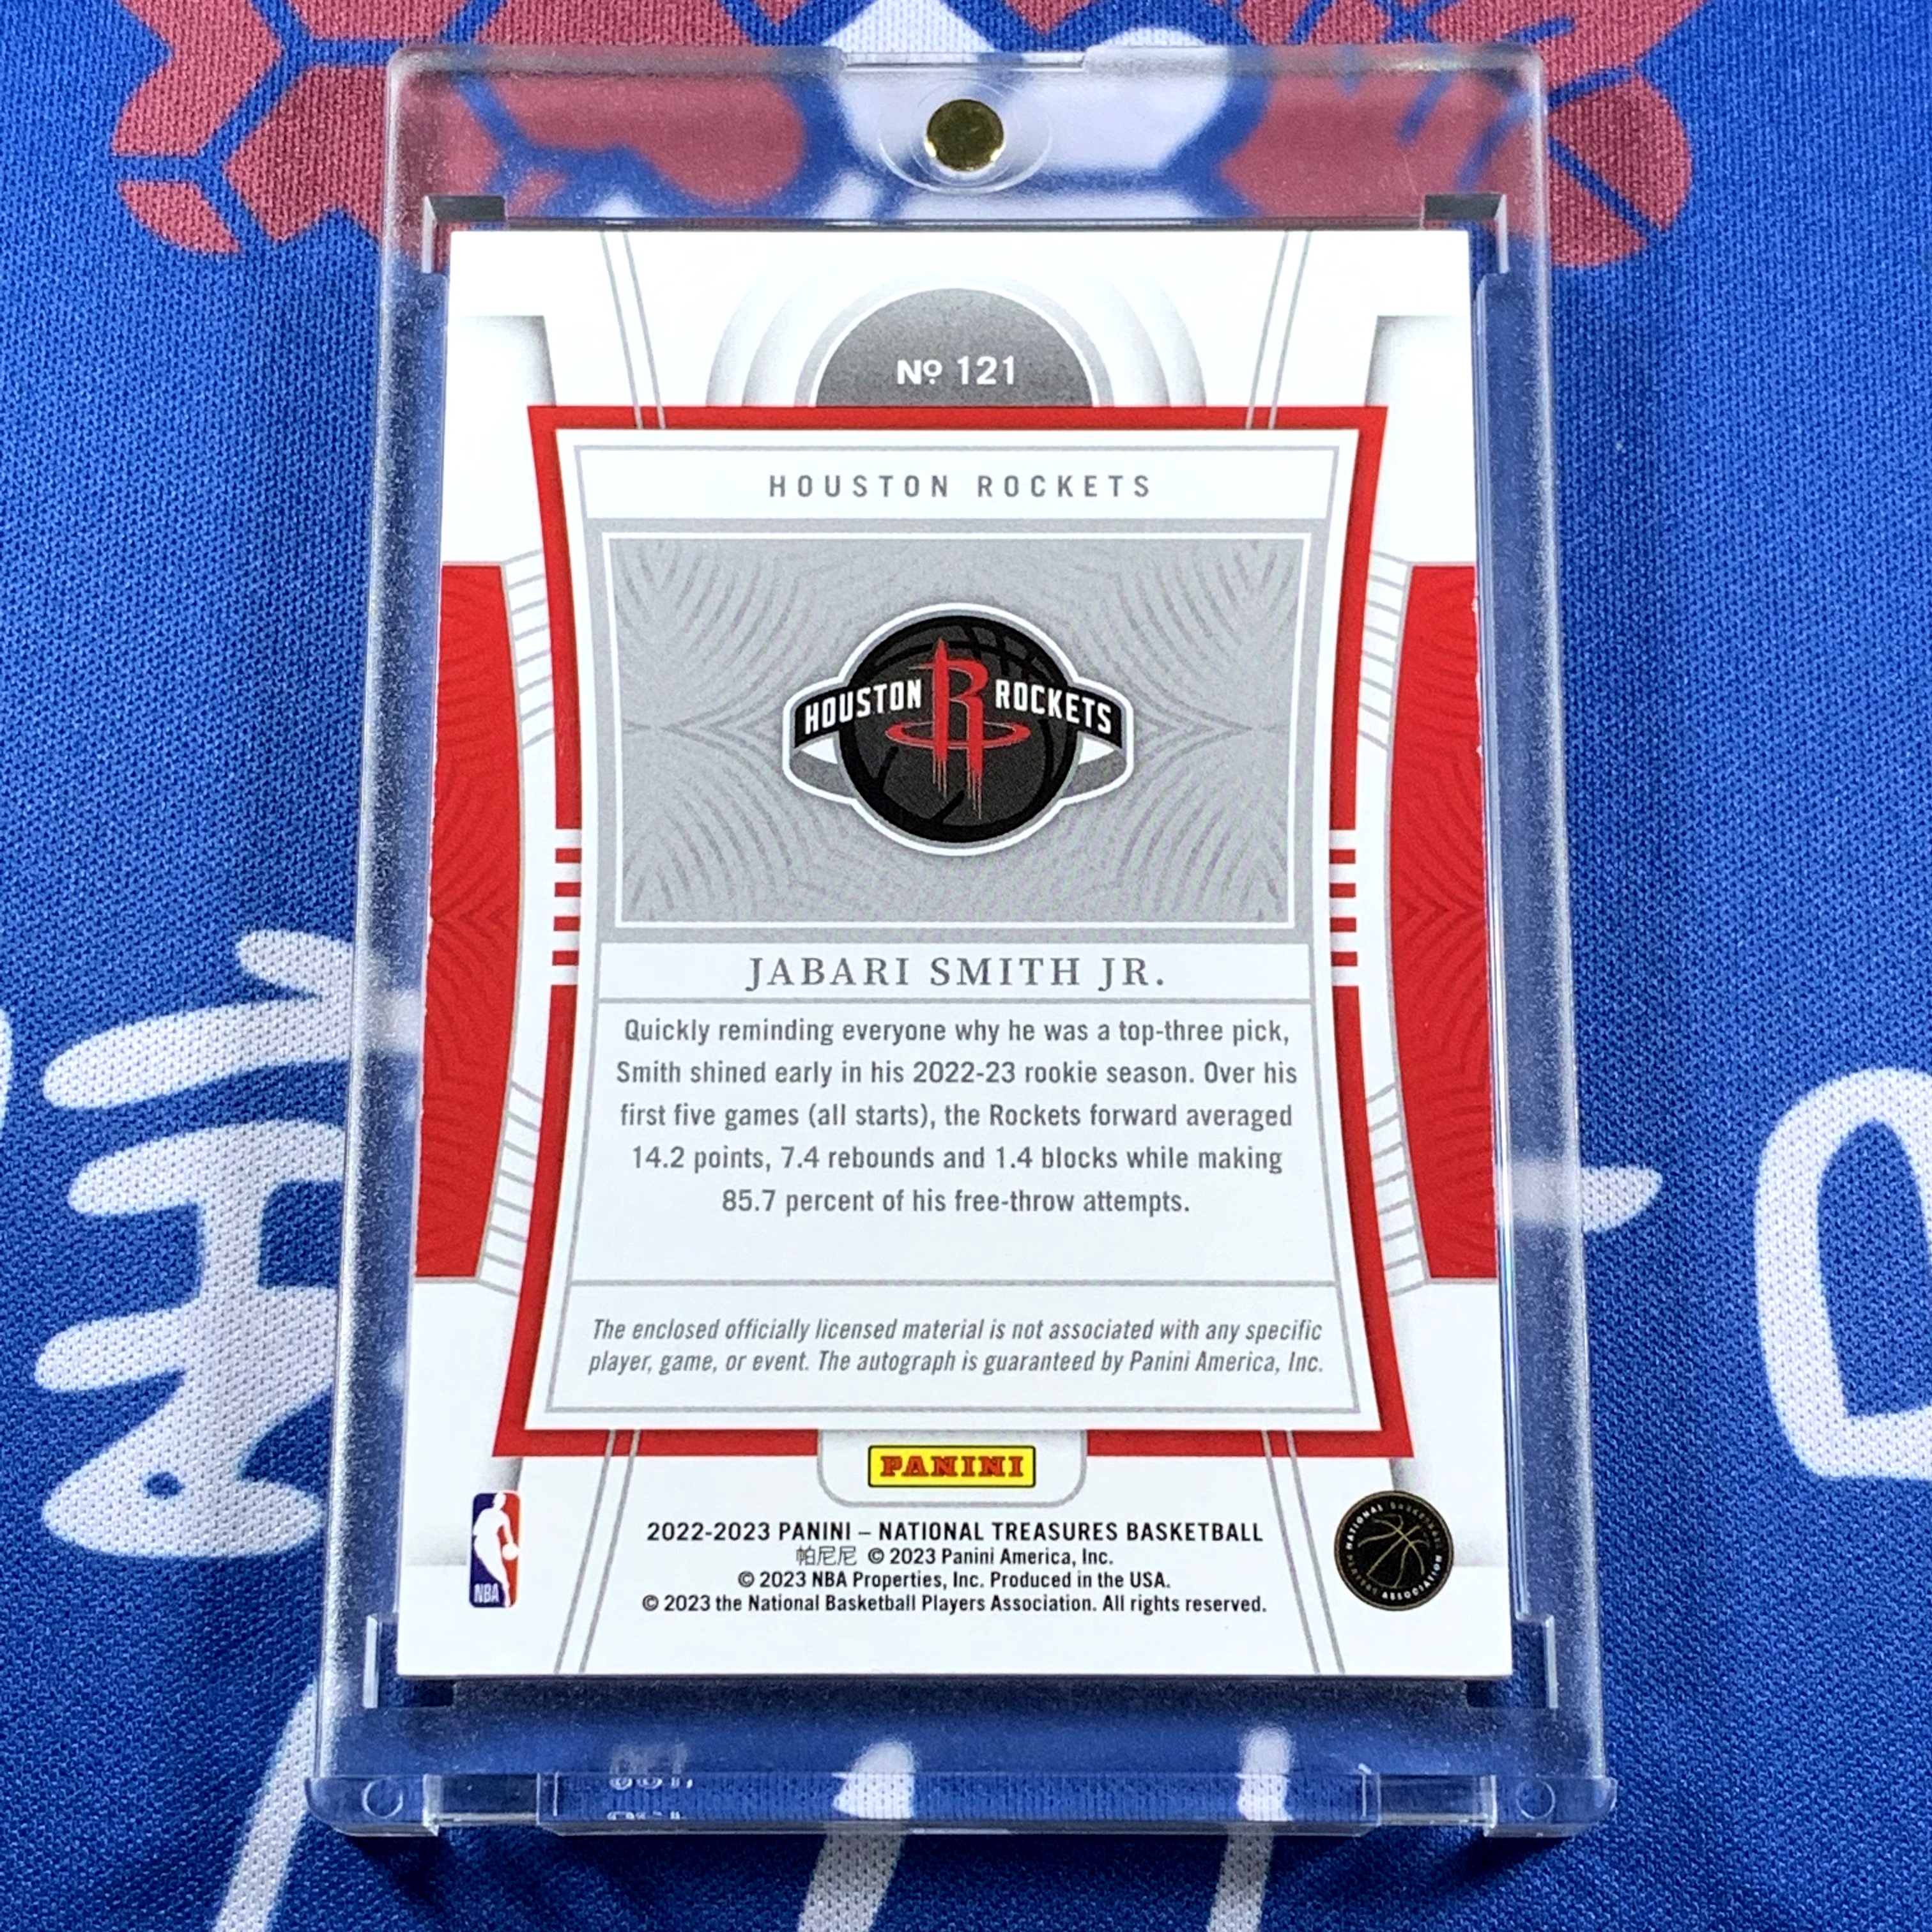 Nº 121
HOUSTON ROCKETS
HOUSTON ROCKETS
JABARI SMITH JR.
Quickly reminding everyone why he was a top-three pick,
Smith shined early in his 2022-23 rookie season. Over his
first five games (all starts), the Rockets forward averaged
14.2 points, 7.4 rebounds and 1.4 blocks while making
85.7 percent of his free-throw attempts.
The enclosed officially licensed material is not associated with any specific
player, game, or event. The autograph is guaranteed by Panini America, Inc.
PANINI
NBA
2022-2023 PANINI – NATIONAL TREASURES BASKETBALL
帕尼尼 © 2023 Panini America, Inc.
© 2023 NBA Properties, Inc. Produced in the USA.
© 2023 the National Basketball Players Association. All rights reserved.
NATIONAL BASKETBALL PLAYERS ASSOCIATION